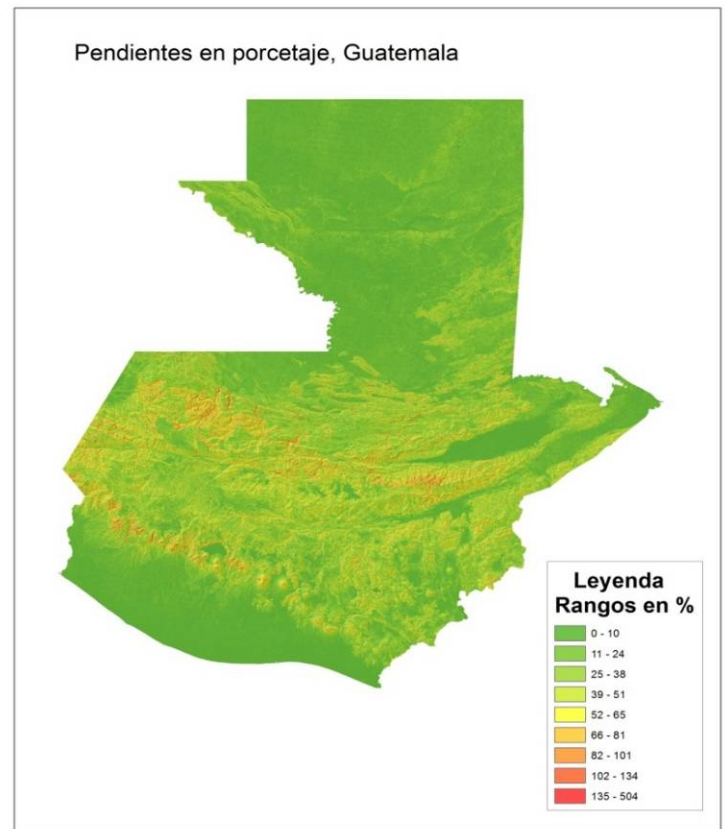 Pendientes en porcetaje, Guatemala
Leyenda
Rangos en %
0 - 10
11 - 24
25 - 38
39 - 51
52 - 65
66 - 81
82 - 101
102 - 134
135 - 504